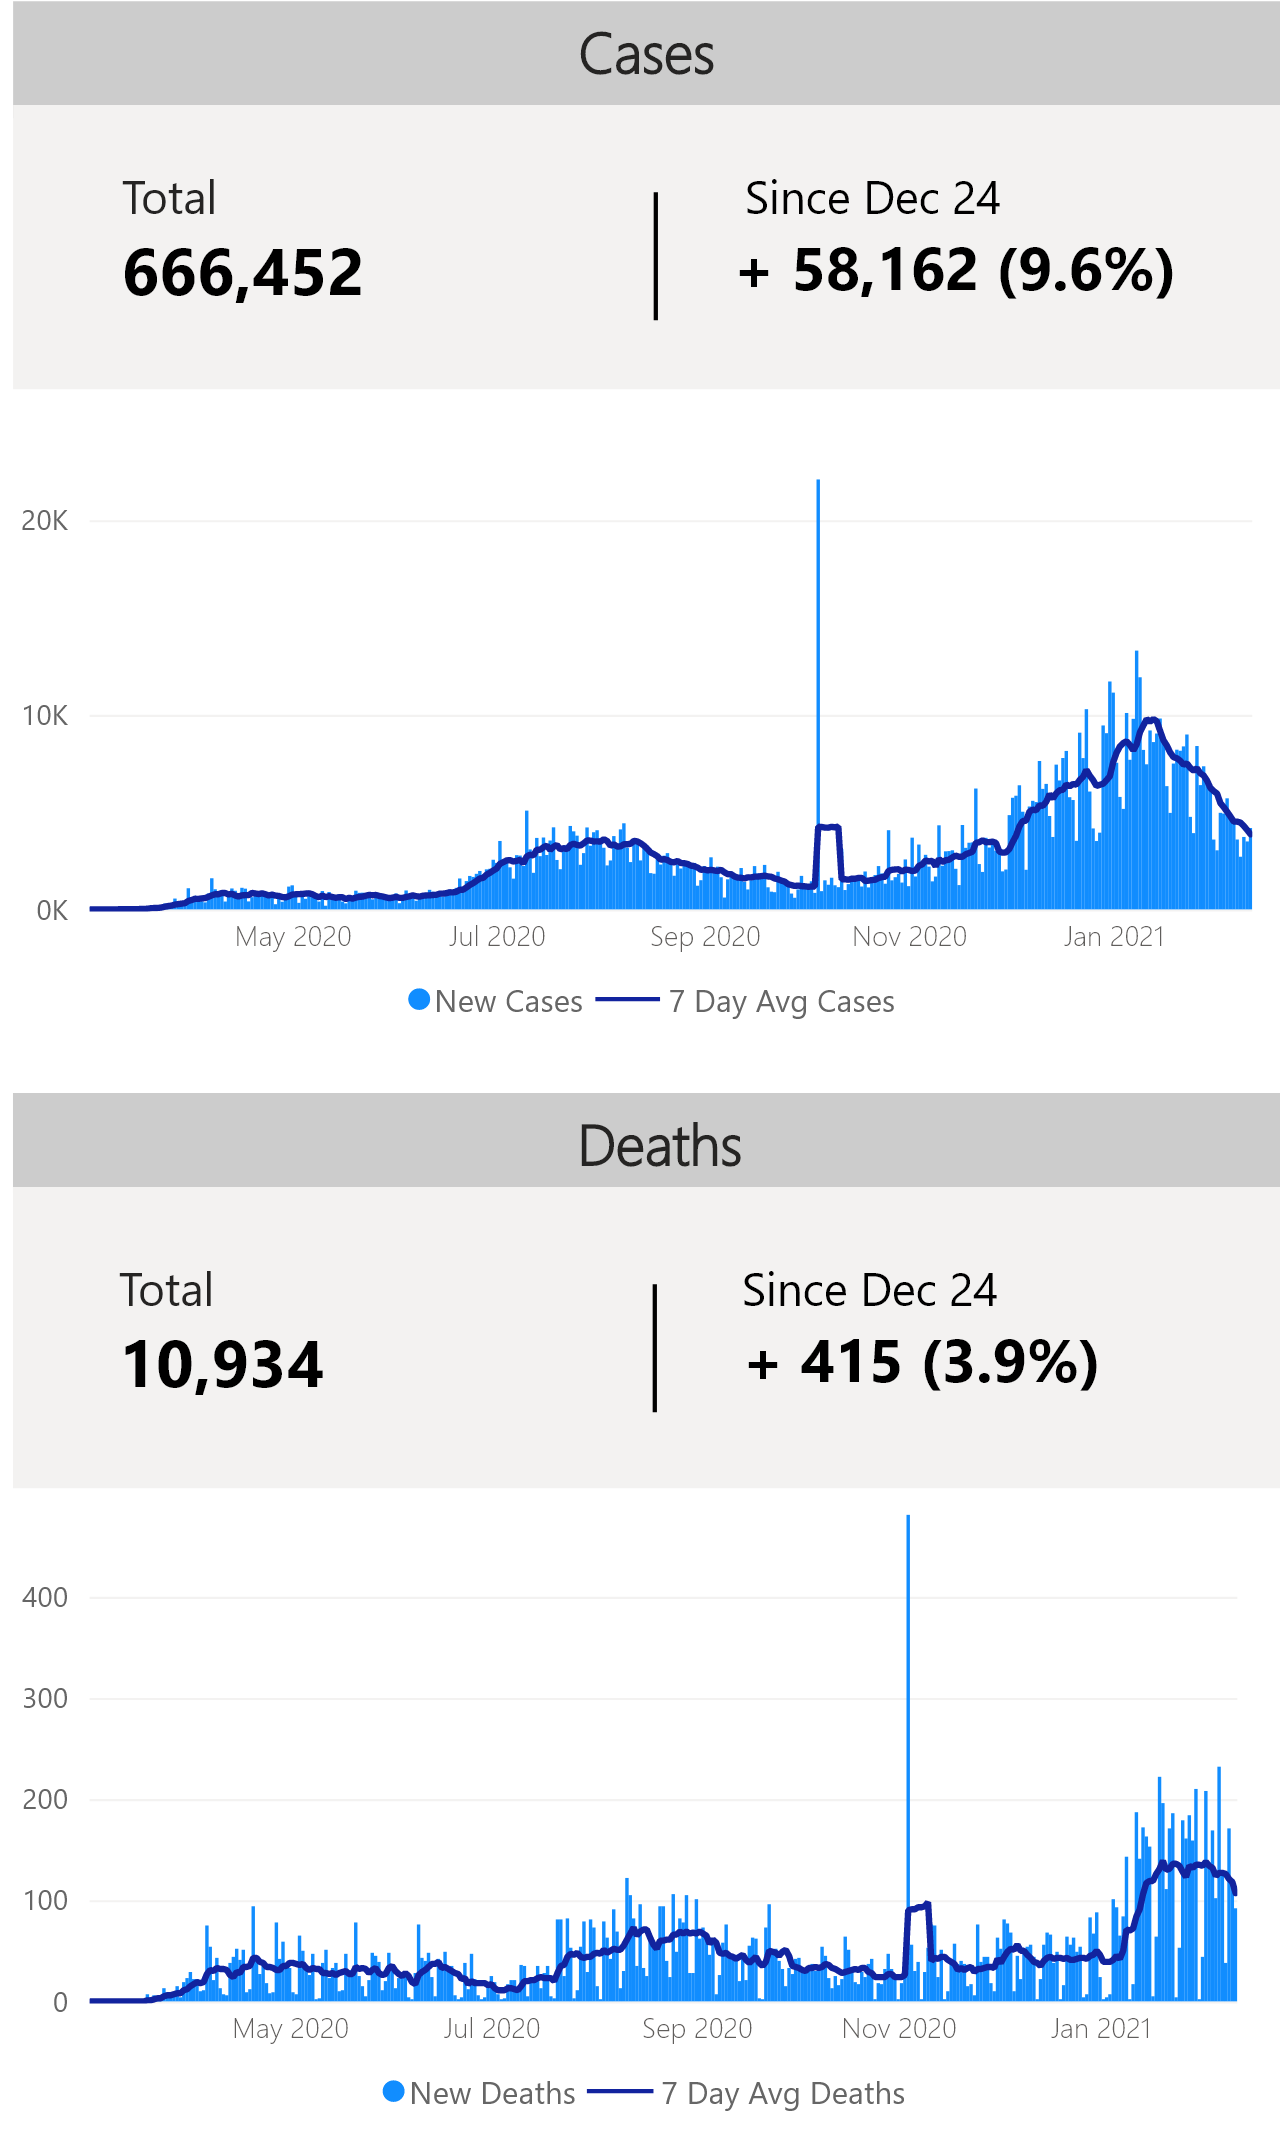 Cases
Total
Since Dec 24
666,452
+ 58,162 (9.6%)
20K
10K
0K
May 2020
Jul 2020
Sep 2020
Nov 2020
Jan 2021
New Cases
7 Day Avg Cases
Deaths
Total
Since Dec 24
10,934
+ 415 (3.9%)
400
300
200
100
0
May 2020
Jul 2020
Sep 2020
Nov 2020
Jan 2021
New Deaths
7 Day Avg Deaths